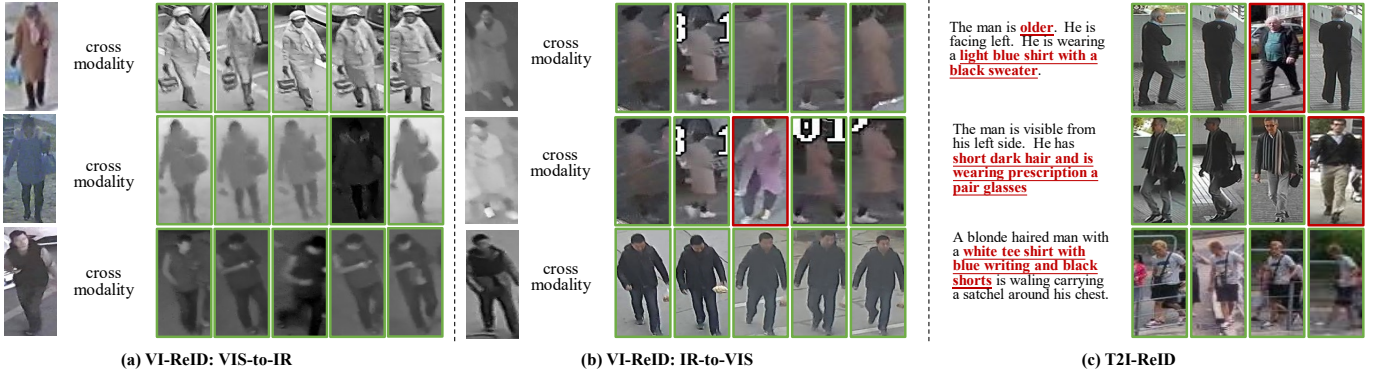 cross
modality
cross
modality
cross
modality
(a) VI-ReID: VIS-to-IR
cross
modality
cross
modality
cross
modality
(b) VI-ReID: IR-to-VIS
The man is older. He is
facing left. He is wearing
a light blue shirt with a
black sweater.
The man is visible from
his left side. He has
short dark hair and is
wearing prescription a
pair glasses
A blonde haired man with
a white tee shirt with
blue writing and black
shorts is waling carrying
a satchel around his chest.
(c) T2I-ReID